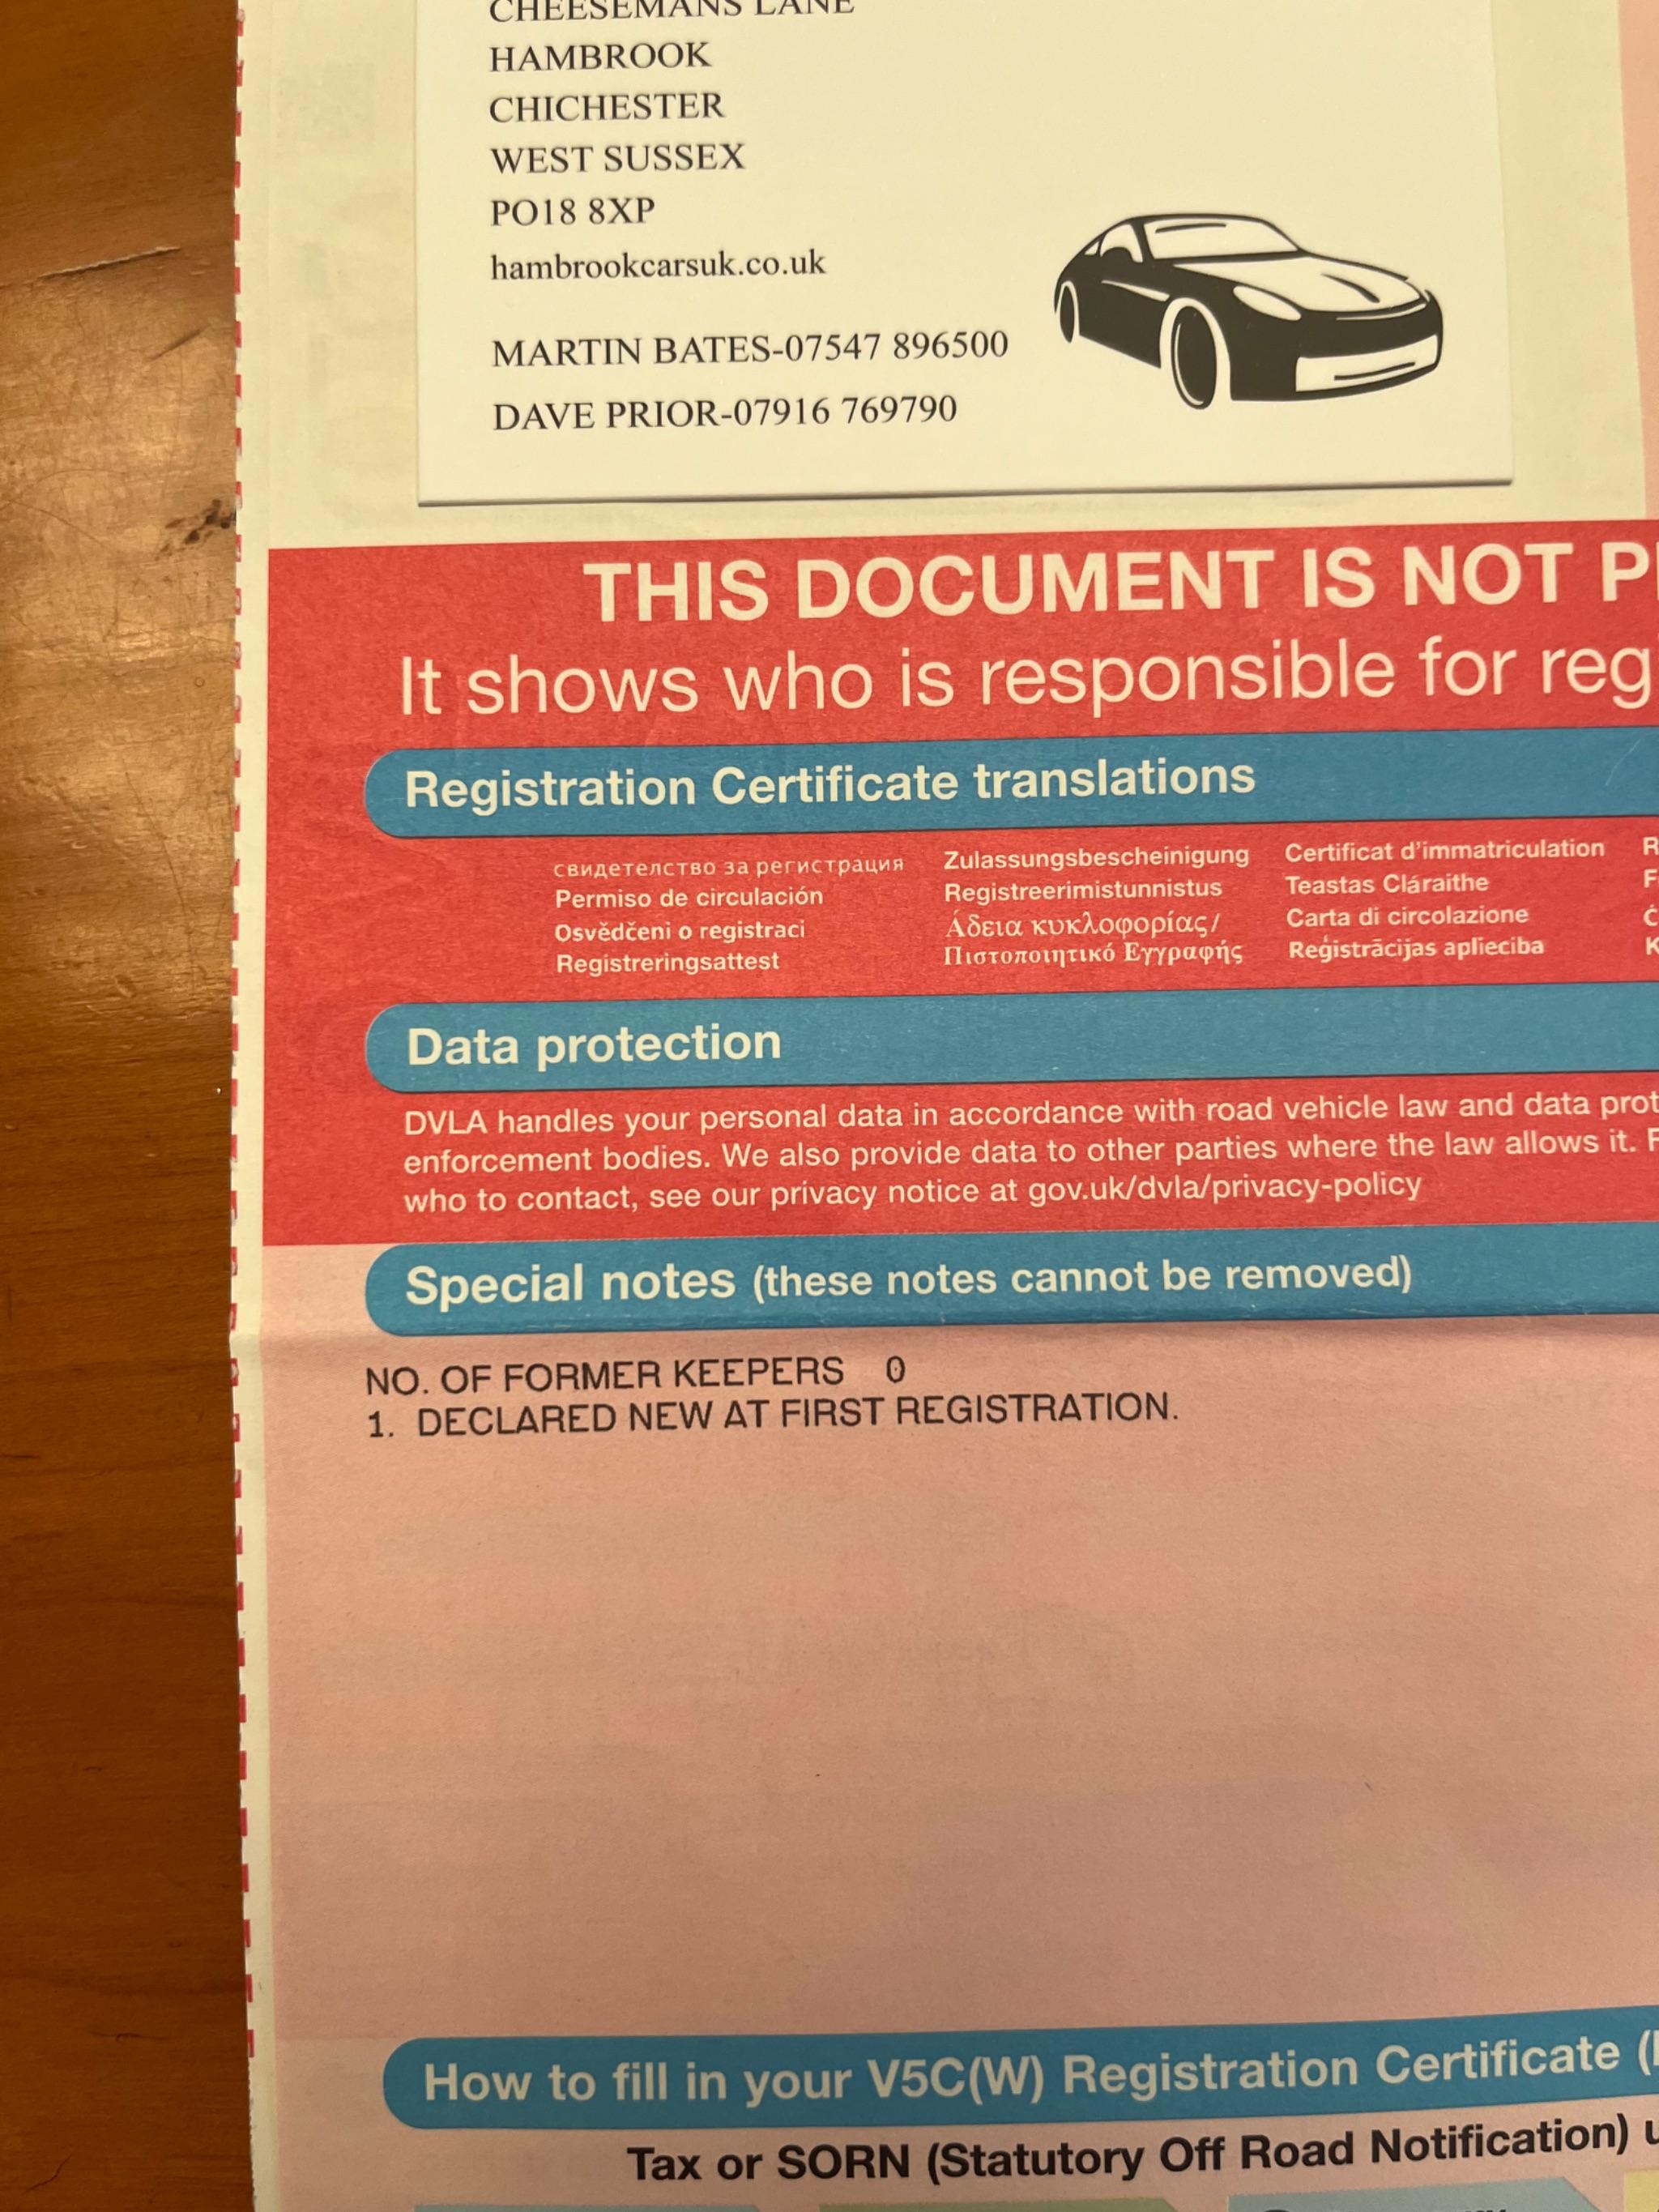 CHEESEMANS LANE
HAMBROOK
CHICHESTER
WEST SUSSEX
PO18 8XP
hambrookcarsuk.co.uk
MARTIN BATES-07547 896500
DAVE PRIOR-07916 769790
THIS DOCUMENT IS NOT
It shows who is responsible for reg
Registration Certificate translations
свидетелство за регистрация
Permiso de circulación
Osvědčeni o registraci
Registreringsattest
Zulassungsbescheinigung
Registreerimistunnistus
Άδεια κυκλοφορίας/
Πιστοποιητικό Εγγραφής
Certificat d'immatriculation
Teastas Cláraithe
Carta di circolazione
Reģistrācijas apliecība
Data protection
DVLA handles your personal data in accordance with road vehicle law and data prot
enforcement bodies. We also provide data to other parties where the law allows it.
who to contact, see our privacy notice at gov.uk/dvla/privacy-policy
Special notes (these notes cannot be removed)
NO. OF FORMER KEEPERS 0
1. DECLARED NEW AT FIRST REGISTRATION.
How to fill in your V5C(W) Registration Certificate
Tax or SORN (Statutory Off Road Notification)